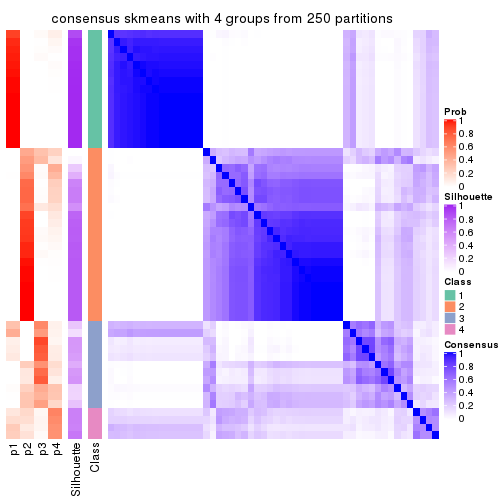 consensus skmeans with 4 groups from 250 partitions
Prob
1
0.8
0.6
0.4
0.2
0
Silhouette
1
0.8
0.6
0.4
0.2
0
Class
1
2
3
4
Consensus
1
0.8
0.6
0.4
0.2
0
p1
p2
p3
p4
Silhouette
Class